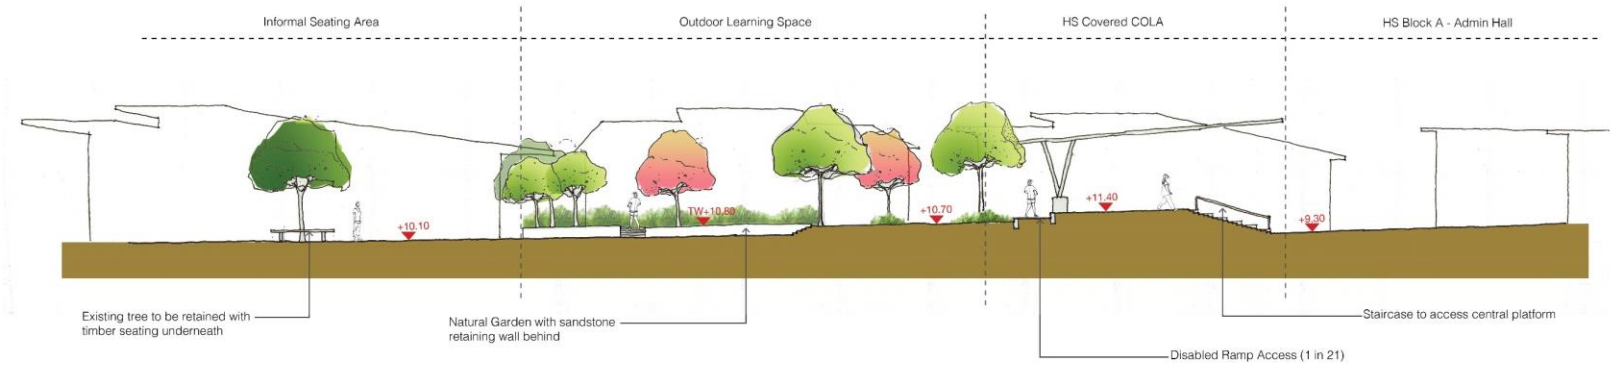 Informal Seating Area
Outdoor Learning Space
HS Covered COLA
HS Block A - Admin Hall
+10.10
TW+10.80
+10.70
+11.40
+9.30
Existing tree to be retained with
timber seating underneath
Natural Garden with sandstone
retaining wall behind
Staircase to access central platform
Disabled Ramp Access (1 in 21)